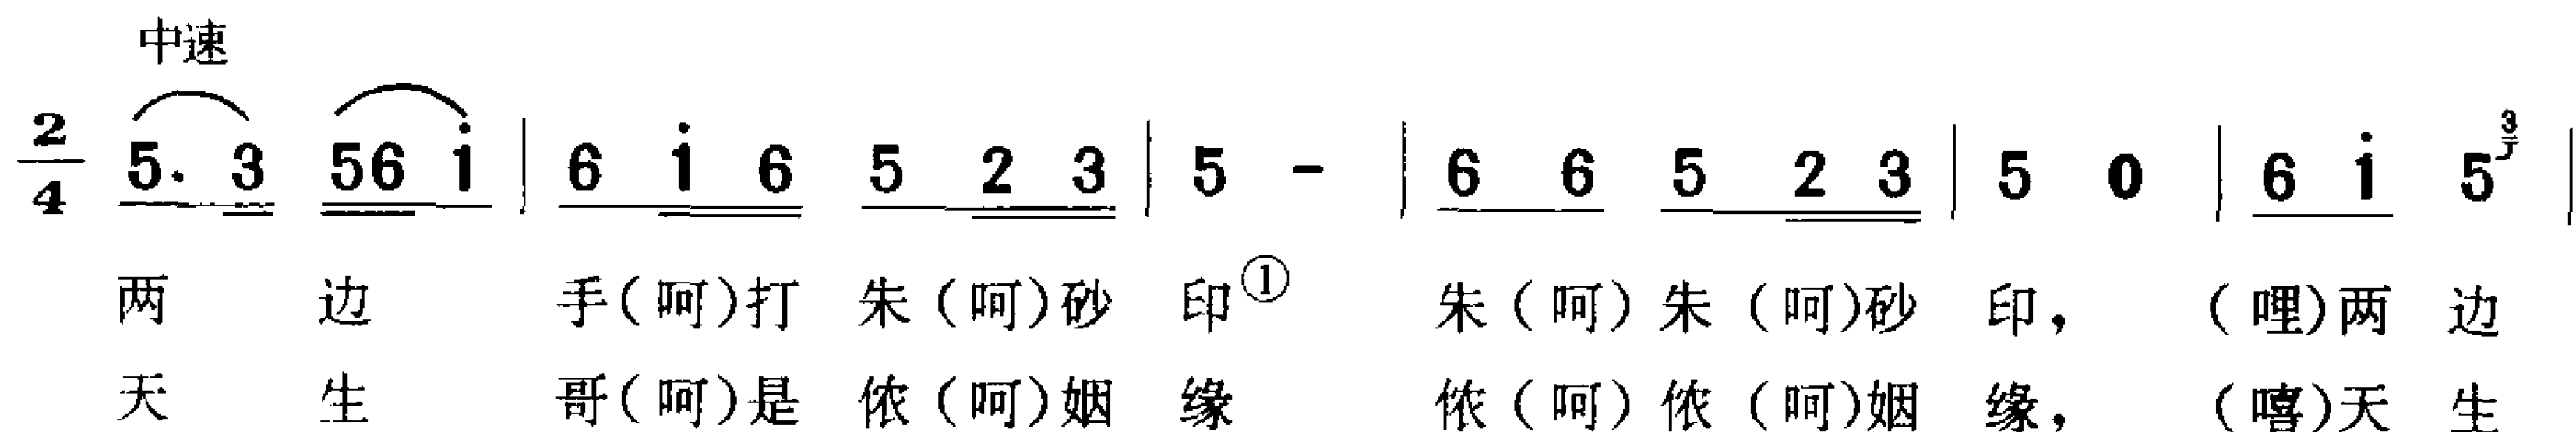 中速
2/4 5. 3 56 i | 6 i 6 5 2 3 | 5 - | 6 6 5 2 3 | 5 0 | 6 i 5 3 |
两 边 手(呵)打 朱(呵)砂 印① 朱(呵)朱(呵)砂 印, (哩)两 边
天 生 哥(呵)是 侬(呵)姻 缘 侬(呵)侬(呵)姻 缘, (嘻)天 生